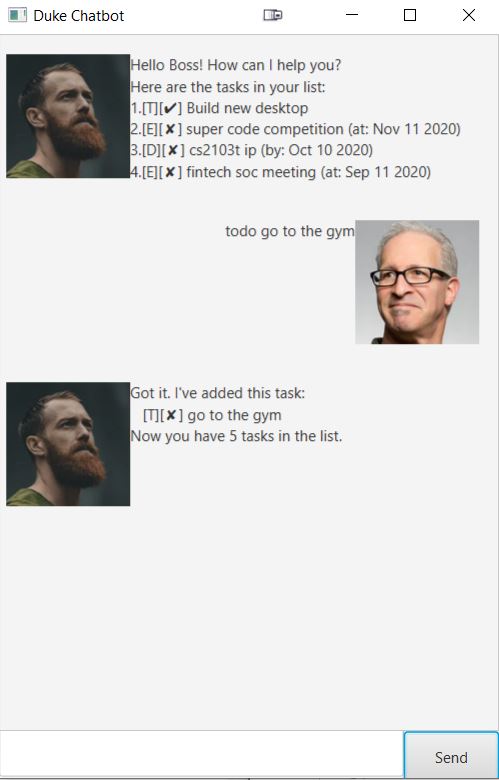 Duke Chatbot
Hello Boss! How can I help you?
Here are the tasks in your list:
1.[T][✔] Build new desktop
2.[E][✘] super code competition (at: Nov 11 2020)
3.[D][✘] cs2103t ip (by: Oct 10 2020)
4.[E][✘] fintech soc meeting (at: Sep 11 2020)
todo go to the gym
Got it. I've added this task:
[T][✘] go to the gym
Now you have 5 tasks in the list.
Send